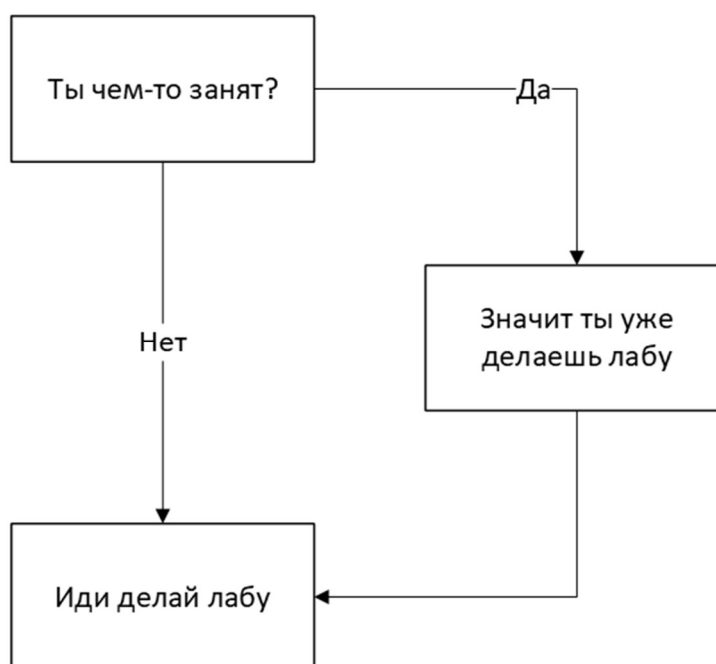 Ты чем-то занят?
Да
Значит ты уже
делаешь лабу
Нет
Иди делай лабу